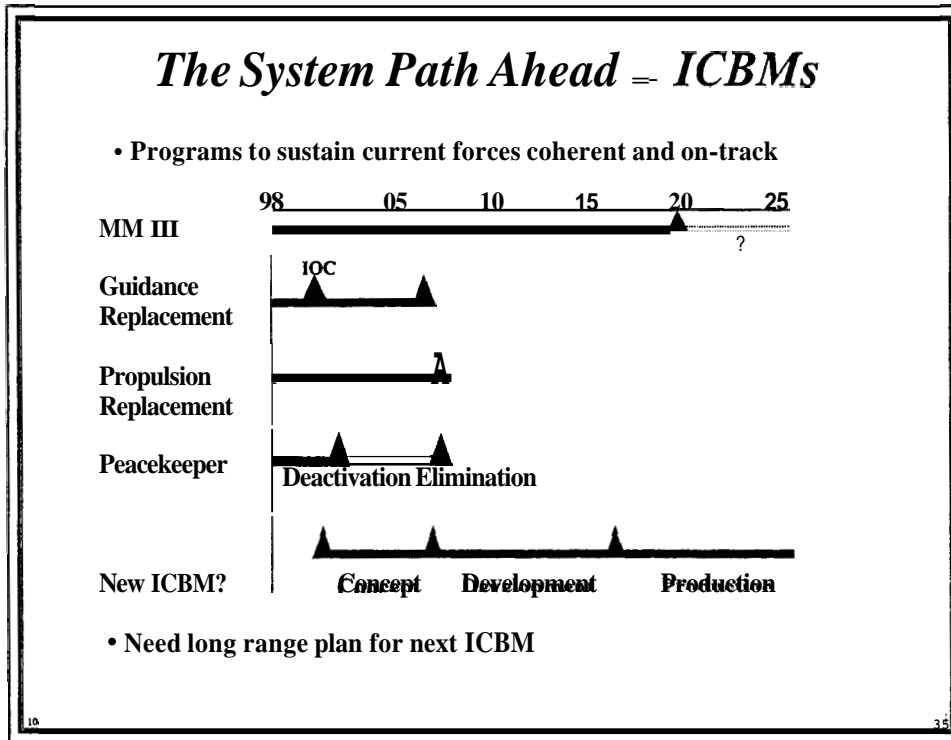 The System Path Ahead =- ICBMs
• Programs to sustain current forces coherent and on-track
98 05 10 15 20 25
MM III
?
IOC
Guidance
Replacement
Propulsion
Replacement
Peacekeeper
Deactivation Elimination
New ICBM? Concept Development Production
• Need long range plan for next ICBM
10 35